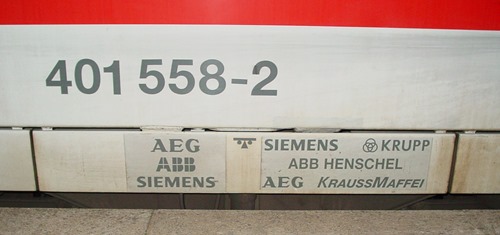 401 558-2
AEG
ABB
SIEMENS
SIEMENS KRUPP
ABB HENSCHEL
AEG KRAUSSMAFFEI